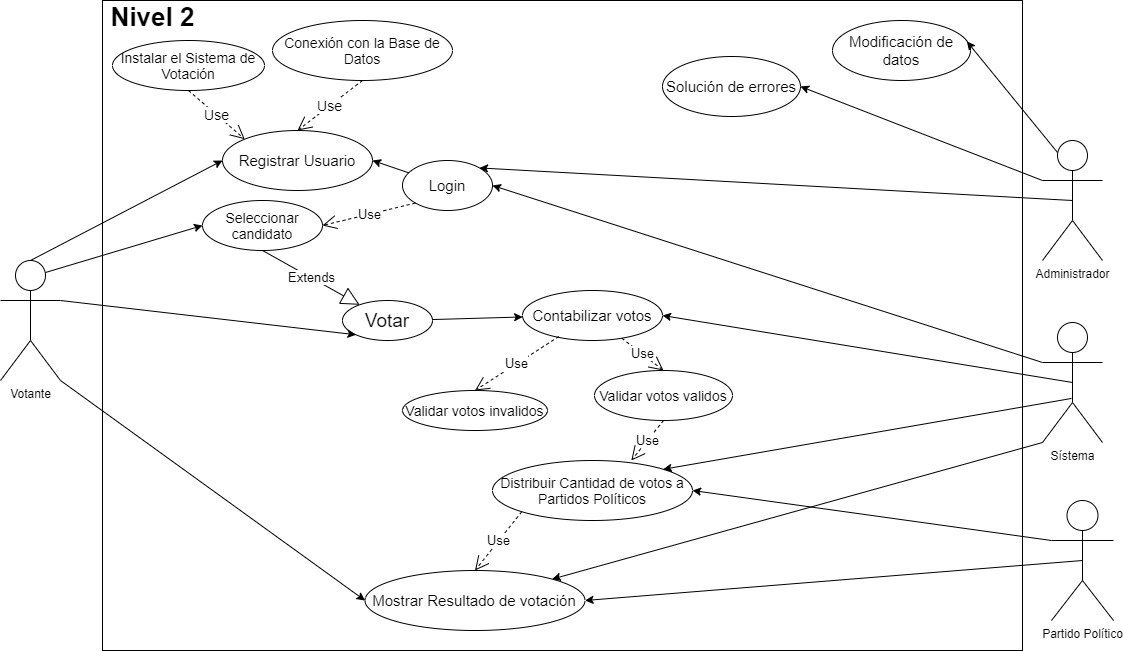 Nivel 2
Instalar el Sistema de
Votación
Conexión con la Base de
Datos
Modificación de
datos
Solución de errores
Use
Use
Registrar Usuario
Login
Use
Seleccionar
candidato
Administrador
Extends
Votar
Contabilizar votos
Votante
Use
Use
Validar votos invalidos
Validar votos validos
Use
Sístema
Distribuir Cantidad de votos a
Partidos Políticos
Use
Mostrar Resultado de votación
Partido Político